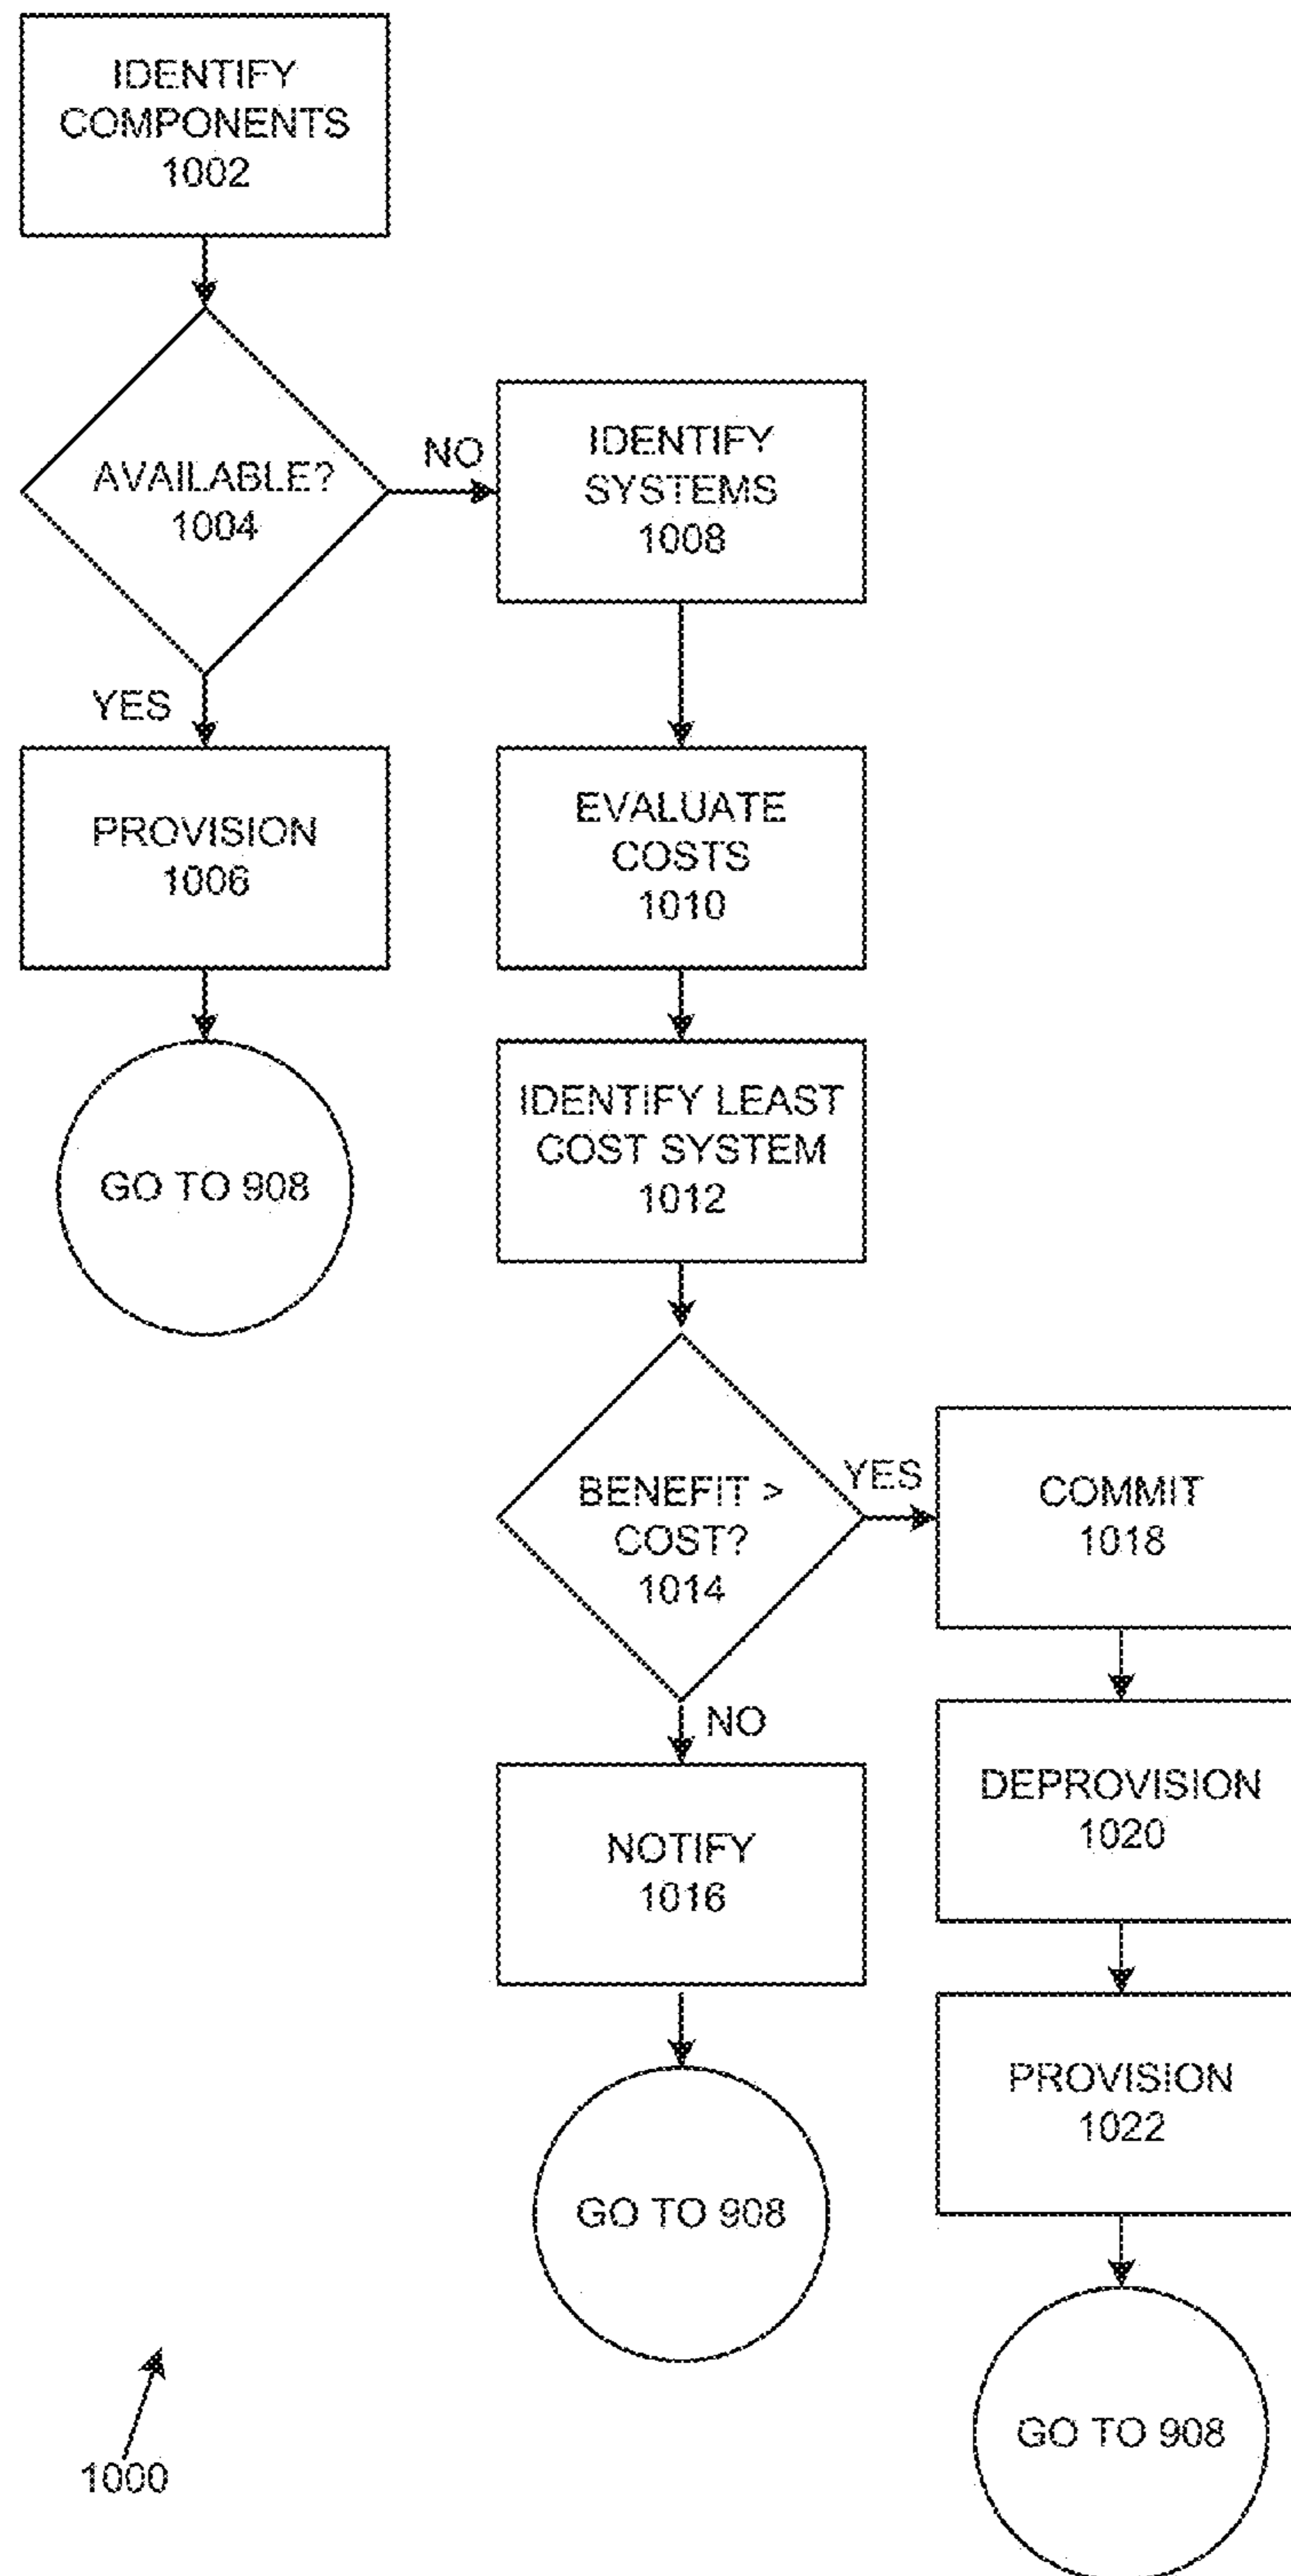 IDENTIFY
COMPONENTS
1002
AVAILABLE?
1004
NO
IDENTIFY
SYSTEMS
1008
YES
PROVISION
1006
EVALUATE
COSTS
1010
GO TO 908
IDENTIFY LEAST
COST SYSTEM
1012
BENEFIT >
COST?
1014
YES
COMMIT
1018
NO
NOTIFY
1016
DEPROVISION
1020
PROVISION
1022
GO TO 908
GO TO 908
1000